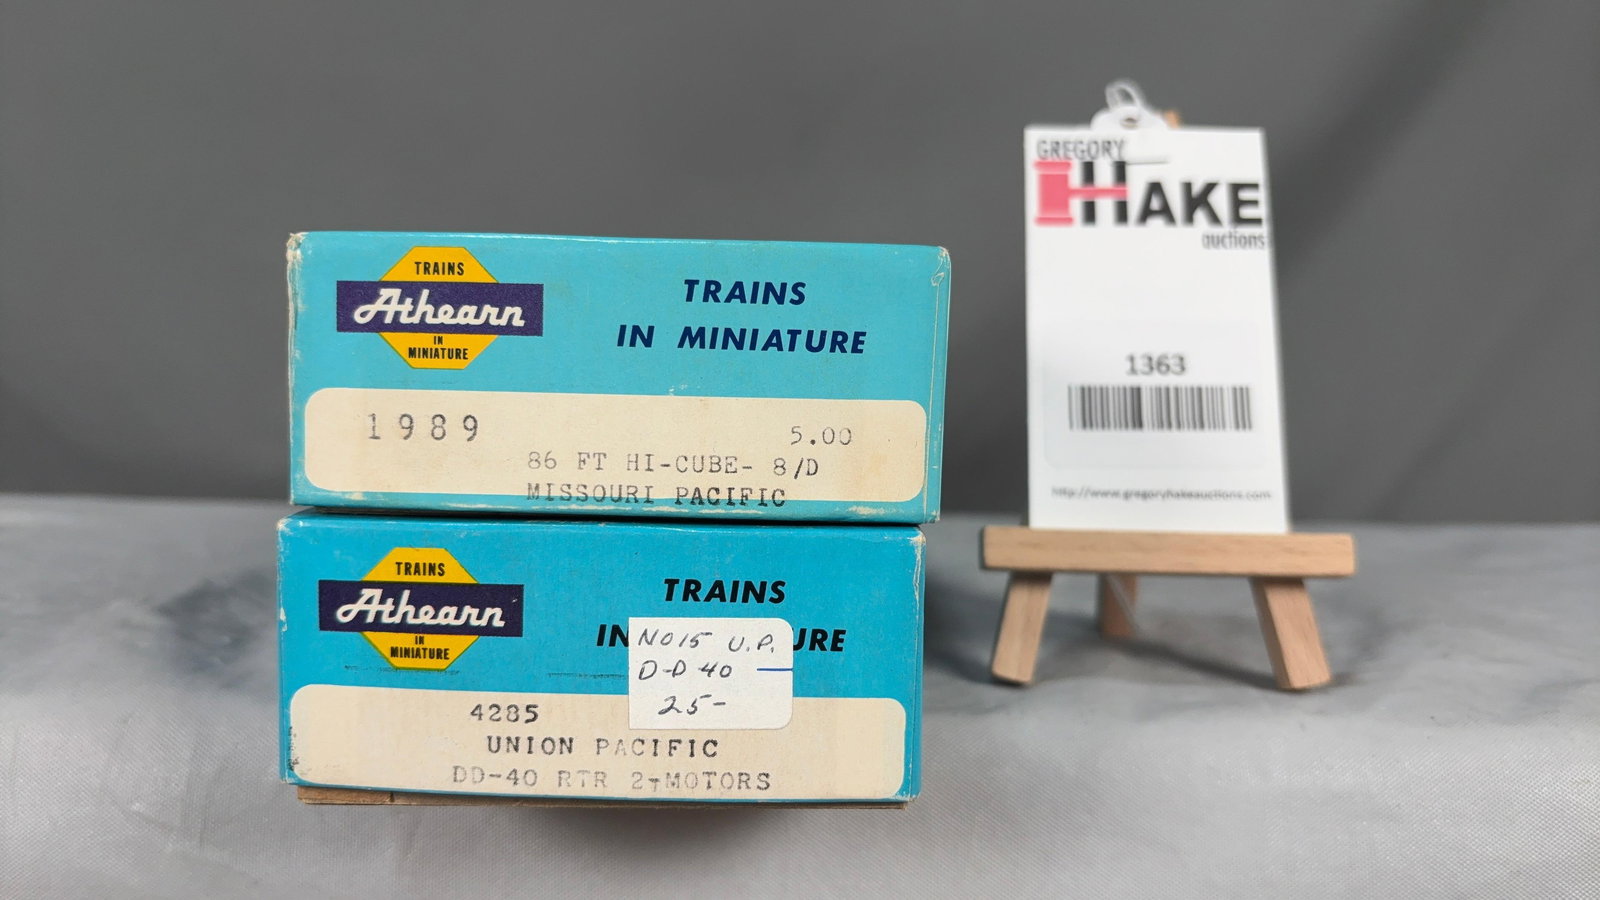 TRAINS
Athearn
IN
MINIATURE
TRAINS
IN MINIATURE
1989
5.00
86 FT HI-CUBE- 8/D
MISSOURI PACIFIC
TRAINS
Athearn
IN
MINIATURE
TRAINS
IN URE
NO15 U.P.
D-D 40
25-
4285
UNION PACIFIC
DD-40 RTR 2-MOTORS
GREGORY
HAKE
auctions
1363
http://www.gregoryhakeauctions.com